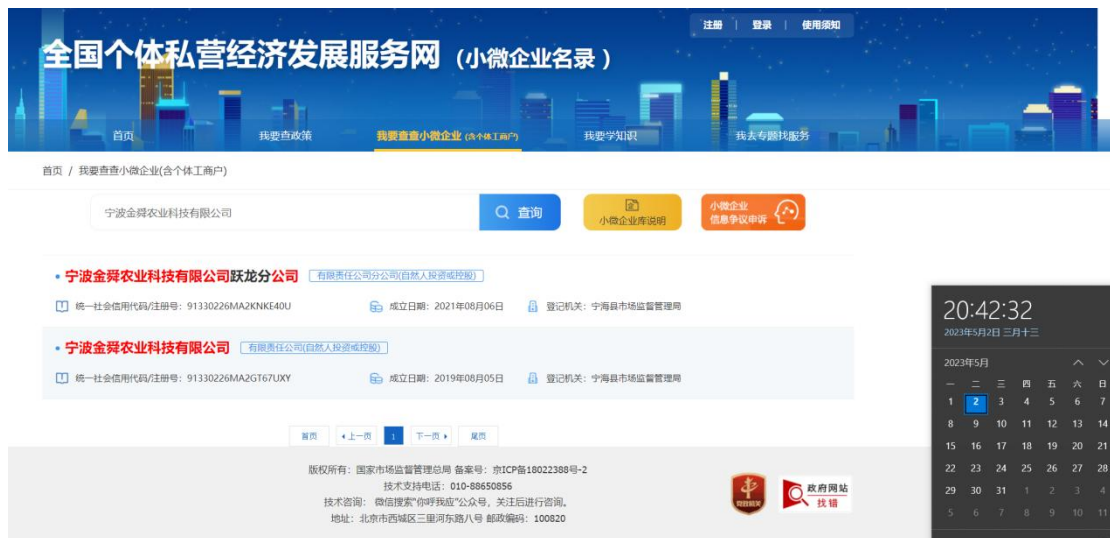 注册 | 登录 | 使用须知
全国个体私营经济发展服务网 (小微企业名录)
首页 我要查政策 我要查查小微企业 (含个体工商户) 我要学知识 我去专题找服务
首页 / 我要查查小微企业(含个体工商户)
宁波金舜农业科技有限公司 查询 小微企业库说明 小微企业信息争议申诉
宁波金舜农业科技有限公司跃龙分公司 有限责任公司分公司(自然人投资或控股)
统一社会信用代码/注册号：91330226MA2KNKE40U 成立日期：2021年08月06日 登记机关：宁海县市场监督管理局
宁波金舜农业科技有限公司 有限责任公司(自然人投资或控股)
统一社会信用代码/注册号：91330226MA2GT67UXY 成立日期：2019年08月05日 登记机关：宁海县市场监督管理局
首页 上一页 1 下一页 尾页
版权所有：国家市场监督管理总局 备案号：京ICP备18022388号-2
技术支持电话：010-88650856
技术咨询： 微信搜索“你呼我应”公众号，关注后进行咨询。
地址：北京市西城区三里河东路八号 邮政编码：100820
政府网站
找错
20:42:32
2023年5月2日 三月十三
2023年5月
一 二 三 四 五 六 日
1 2 3 4 5 6 7
8 9 10 11 12 13 14
15 16 17 18 19 20 21
22 23 24 25 26 27 28
29 30 31 1 2 3 4
5 6 7 8 9 10 11